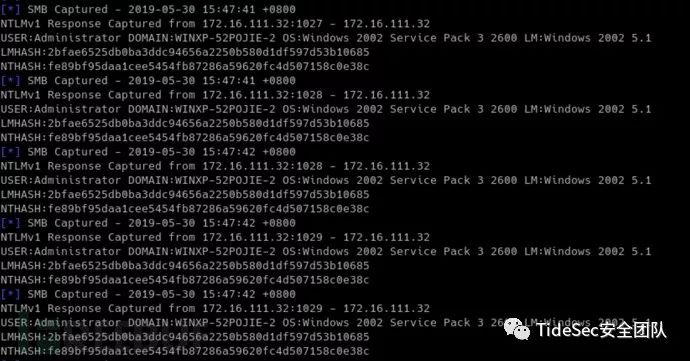 [*] SMB Captured - 2019-05-30 15:47:41 +0800
NTLMv1 Response Captured from 172.16.111.32:1027 - 172.16.111.32
USER:Administrator DOMAIN:WINXP-52POJIE-2 OS:Windows 2002 Service Pack 3 2600 LM:Windows 2002 5.1
LMHASH:2bfae6525db0ba3ddc94656a2250b580d1df597d53b10685
NTHASH:fe89bf95daa1cee5454fb87286a59620fc4d507158c0e38c
[*] SMB Captured - 2019-05-30 15:47:41 +0800
NTLMv1 Response Captured from 172.16.111.32:1028 - 172.16.111.32
USER:Administrator DOMAIN:WINXP-52POJIE-2 OS:Windows 2002 Service Pack 3 2600 LM:Windows 2002 5.1
LMHASH:2bfae6525db0ba3ddc94656a2250b580d1df597d53b10685
NTHASH:fe89bf95daa1cee5454fb87286a59620fc4d507158c0e38c
[*] SMB Captured - 2019-05-30 15:47:42 +0800
NTLMv1 Response Captured from 172.16.111.32:1028 - 172.16.111.32
USER:Administrator DOMAIN:WINXP-52POJIE-2 OS:Windows 2002 Service Pack 3 2600 LM:Windows 2002 5.1
LMHASH:2bfae6525db0ba3ddc94656a2250b580d1df597d53b10685
NTHASH:fe89bf95daa1cee5454fb87286a59620fc4d507158c0e38c
[*] SMB Captured - 2019-05-30 15:47:42 +0800
NTLMv1 Response Captured from 172.16.111.32:1029 - 172.16.111.32
USER:Administrator DOMAIN:WINXP-52POJIE-2 OS:Windows 2002 Service Pack 3 2600 LM:Windows 2002 5.1
LMHASH:2bfae6525db0ba3ddc94656a2250b580d1df597d53b10685
NTHASH:fe89bf95daa1cee5454fb87286a59620fc4d507158c0e38c
[*] SMB Captured - 2019-05-30 15:47:42 +0800
NTLMv1 Response Captured from 172.16.111.32:1029 - 172.16.111.32
USER:Administrator DOMAIN:WINXP-52POJIE-2 OS:Windows 2002 Service Pack 3 2600 LM:Windows 2002 5.1
LMHASH:2bfae6525db0ba3ddc94656a2250b580d1df597d53b10685
NTHASH:fe89bf95daa1cee5454fb87286a59620fc4d507158c0e38c
TideSec安全团队